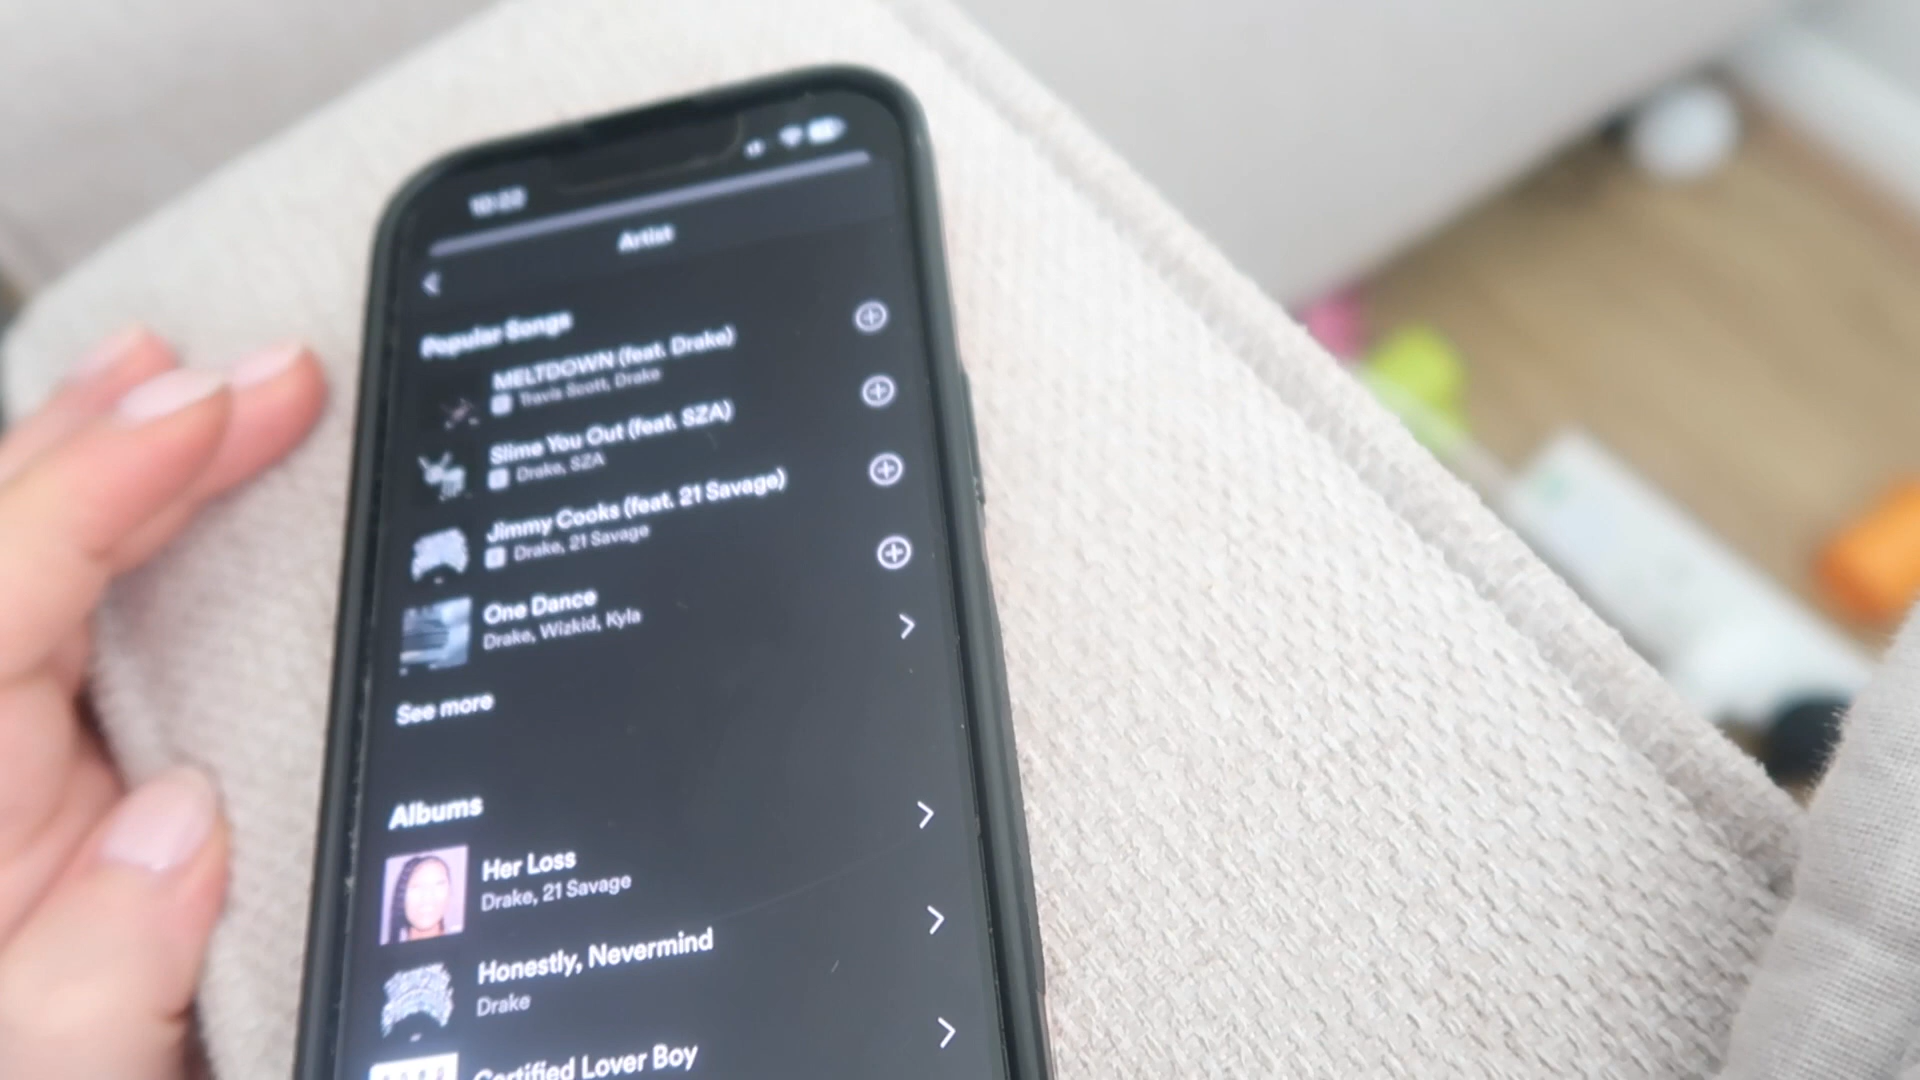 10:22
Artist
Popular Songs
MELTDOWN (feat. Drake)
Travis Scott, Drake
Slime You Out (feat. SZA)
E Drake, SZA
Jimmy Cooks (feat. 21 Savage)
E Drake, 21 Savage
One Dance
Drake, Wizkid, Kyla
See more
Albums
Her Loss
Drake, 21 Savage
Honestly, Nevermind
Drake
Certified Lover Boy